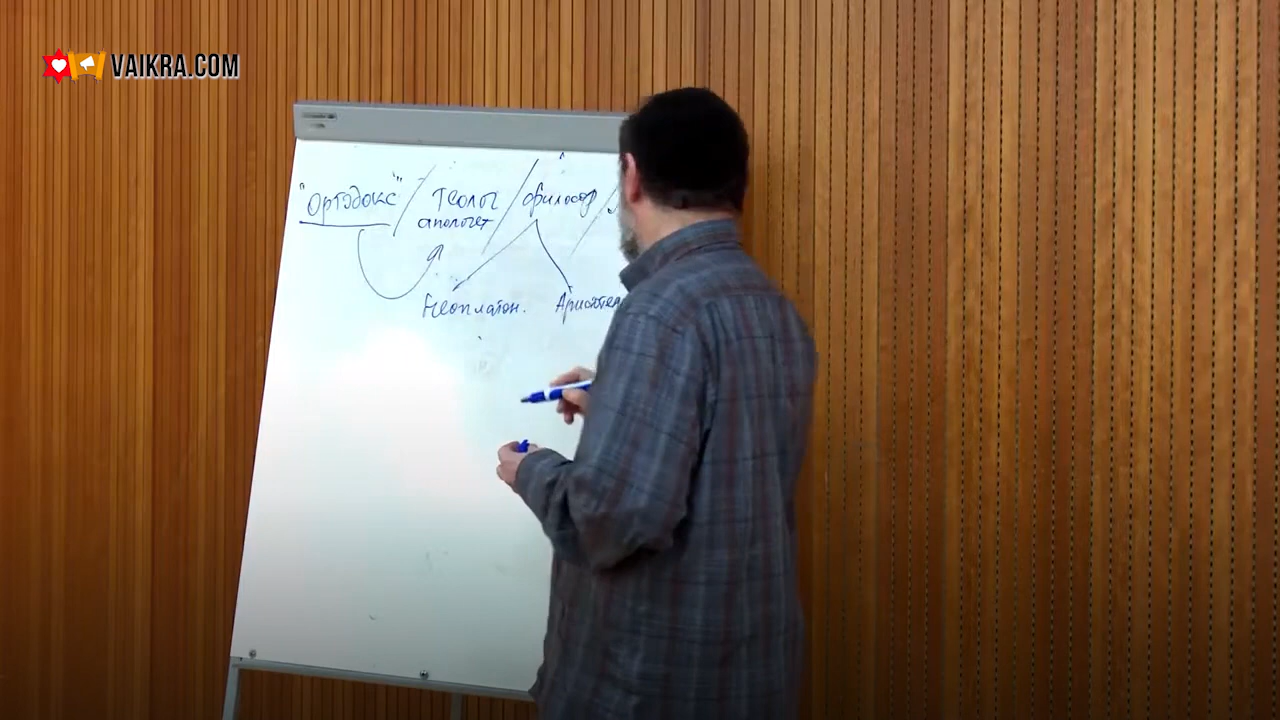 VAIKRA.COM
"Ортодокс" / Теолог / философ /
апологет
Неоплатон. Аристотел